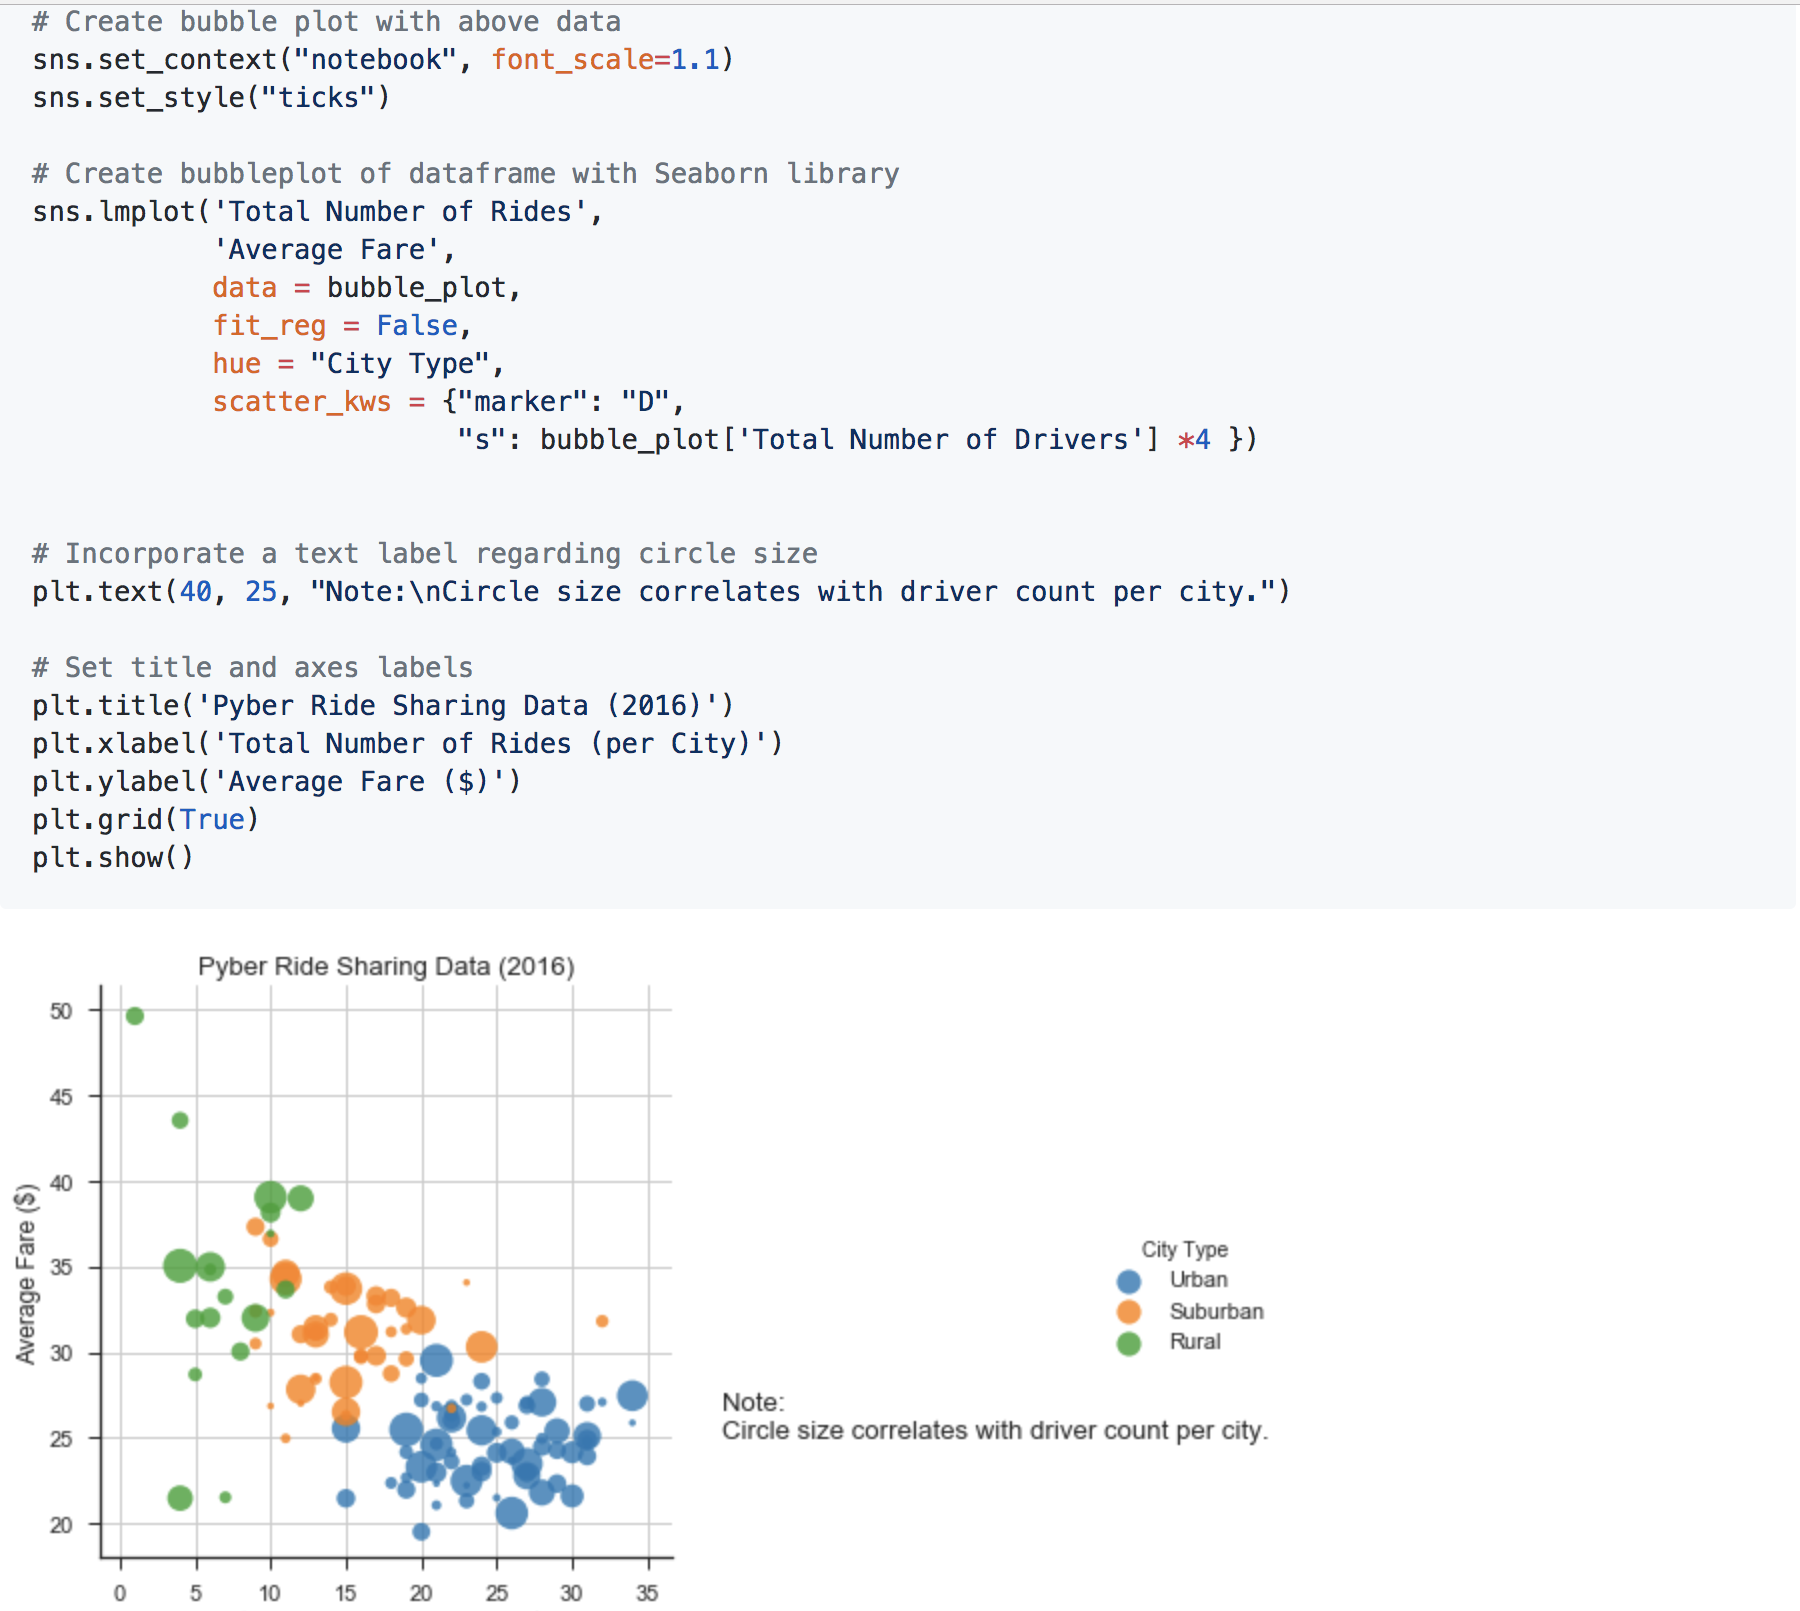 # Create bubble plot with above data
sns.set_context("notebook", font_scale=1.1)
sns.set_style("ticks")
# Create bubbleplot of dataframe with Seaborn library
sns.lmplot('Total Number of Rides',
'Average Fare',
data = bubble_plot,
fit_reg = False,
hue = "City Type",
scatter_kws = {"marker": "D",
"s": bubble_plot['Total Number of Drivers'] *4 })
# Incorporate a text label regarding circle size
plt.text(40, 25, "Note:\nCircle size correlates with driver count per city.")
# Set title and axes labels
plt.title('Pyber Ride Sharing Data (2016)')
plt.xlabel('Total Number of Rides (per City)')
plt.ylabel('Average Fare ($)')
plt.grid(True)
plt.show()
Pyber Ride Sharing Data (2016)
50
45
40
35
30
25
20
Average Fare ($)
0 5 10 15 20 25 30 35
City Type
Urban
Suburban
Rural
Note:
Circle size correlates with driver count per city.